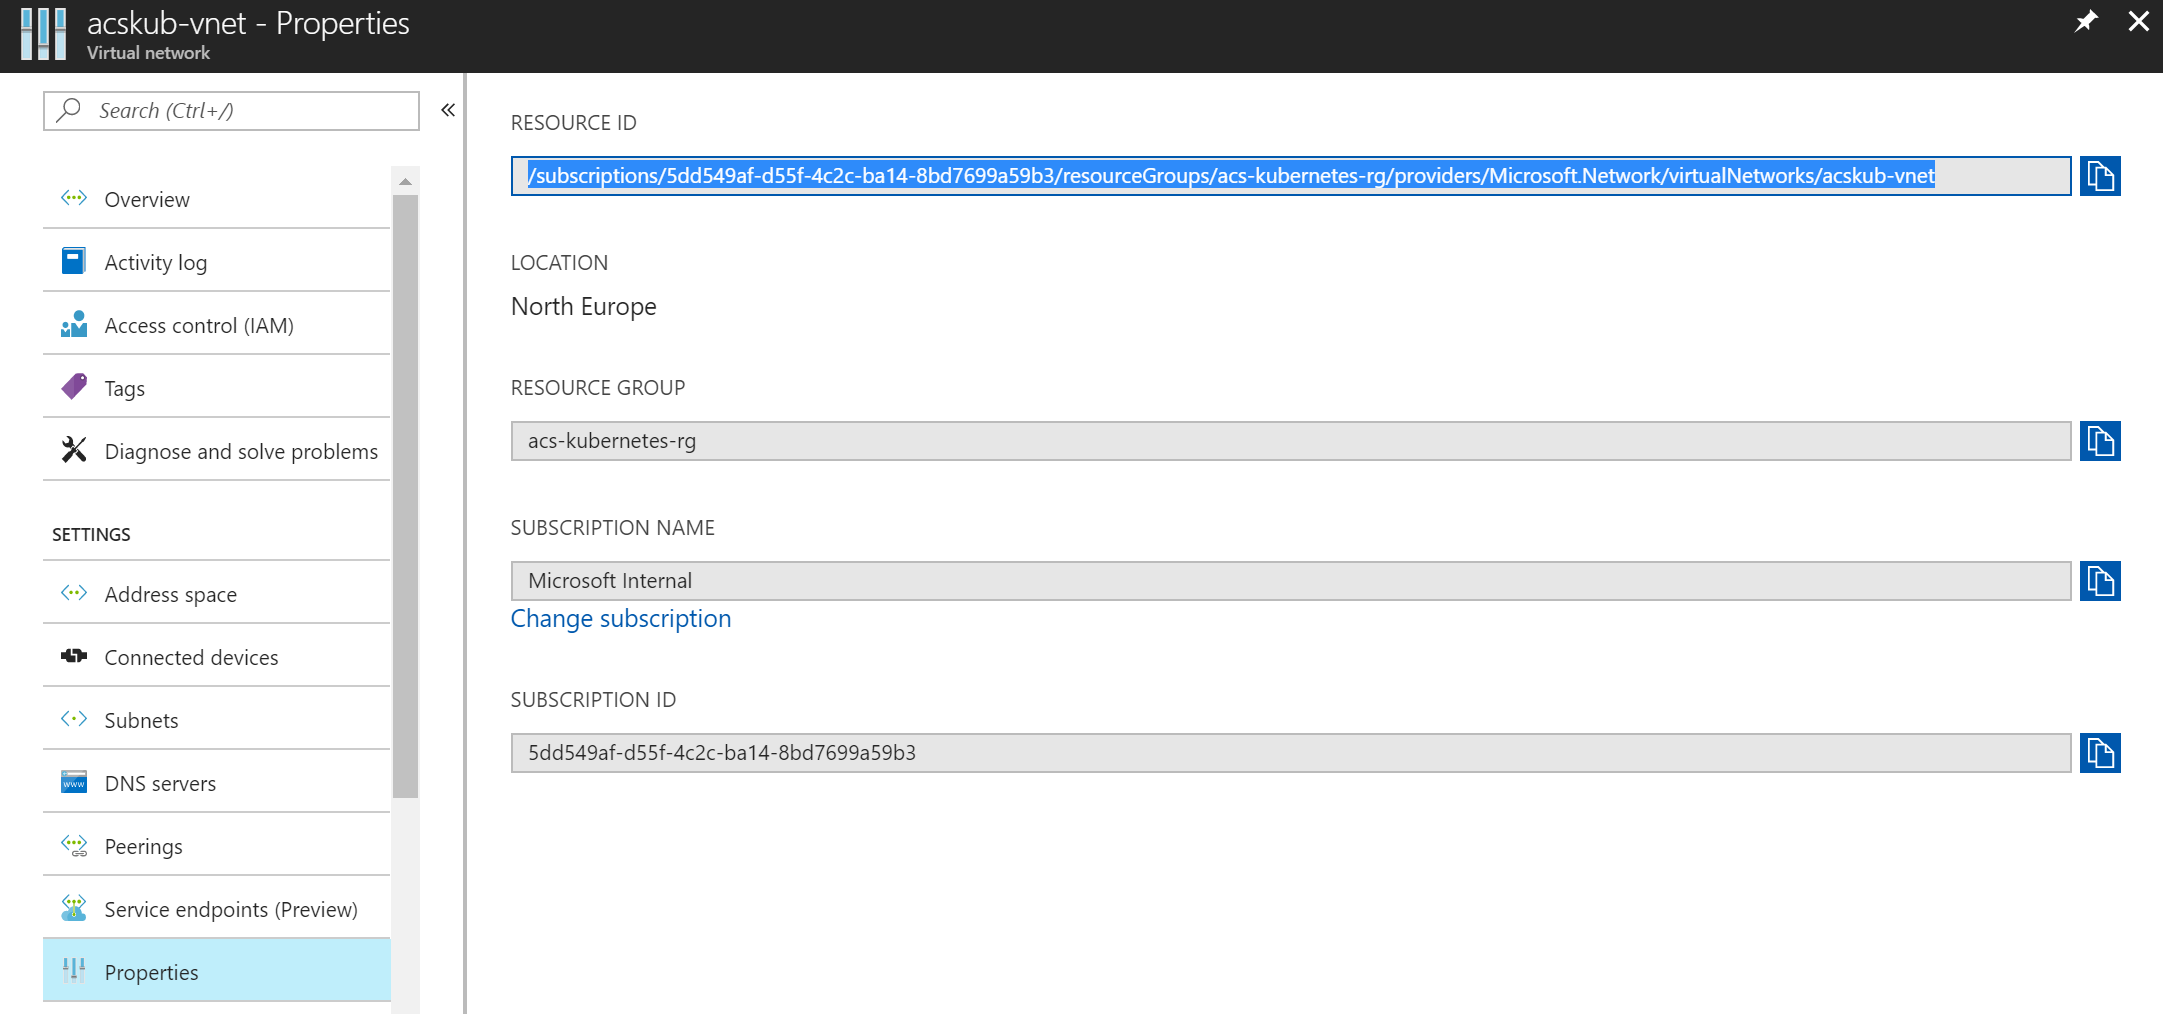 acskub-vnet - Properties
Virtual network
Search (Ctrl+/)
Overview
Activity log
Access control (IAM)
Tags
Diagnose and solve problems
SETTINGS
Address space
Connected devices
Subnets
DNS servers
Peerings
Service endpoints (Preview)
Properties
RESOURCE ID
/subscriptions/5dd549af-d55f-4c2c-ba14-8bd7699a59b3/resourceGroups/acs-kubernetes-rg/providers/Microsoft.Network/virtualNetworks/acskub-vnet
LOCATION
North Europe
RESOURCE GROUP
acs-kubernetes-rg
SUBSCRIPTION NAME
Microsoft Internal
Change subscription
SUBSCRIPTION ID
5dd549af-d55f-4c2c-ba14-8bd7699a59b3